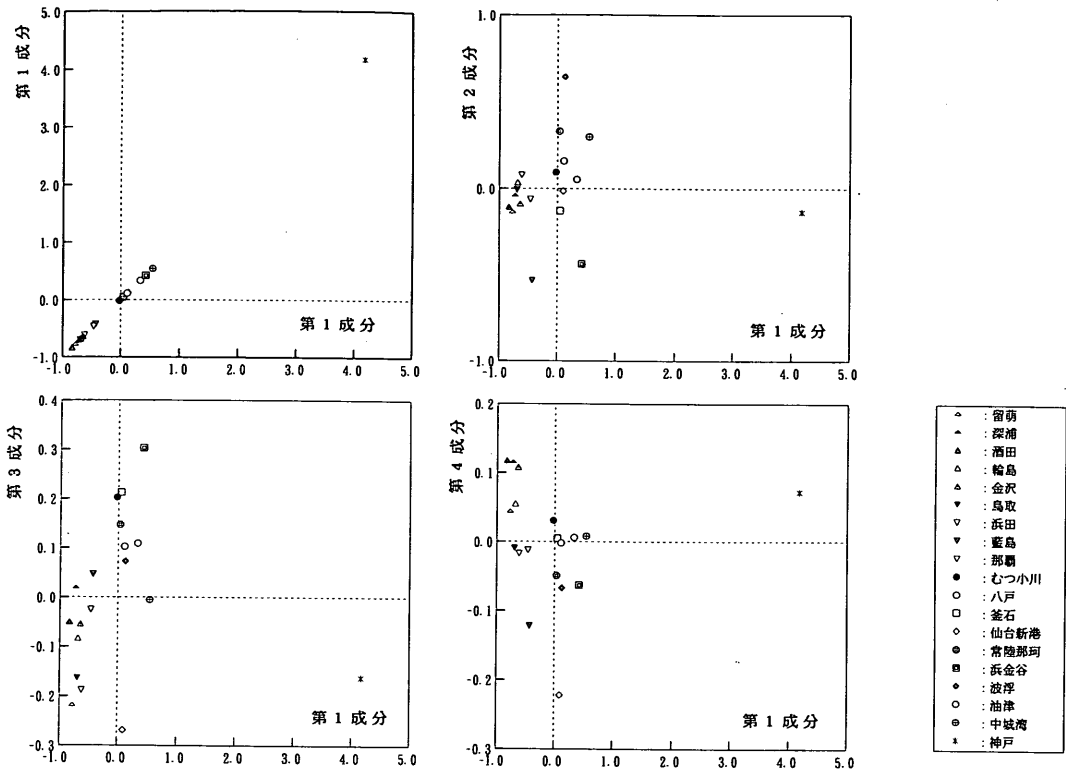 5.0
4.0
3.0
2.0
1.0
0.0
-1.0
第1成分
第1成分
-1.0 0.0 1.0 2.0 3.0 4.0 5.0
1.0
0.0
-1.0
第2成分
第1成分
-1.0 0.0 1.0 2.0 3.0 4.0 5.0
0.4
0.3
0.2
0.1
0.0
-0.1
-0.2
-0.3
第3成分
第1成分
-1.0 0.0 1.0 2.0 3.0 4.0 5.0
0.2
0.1
0.0
-0.1
-0.2
-0.3
第4成分
第1成分
-1.0 0.0 1.0 2.0 3.0 4.0 5.0
:留萌
:深浦
:酒田
:輪島
:金沢
:鳥取
:浜田
:藍島
:那覇
:むつ小川
:八戸
:釜石
:仙台新港
:常陸那珂
:浜金谷
:波浮
:油津
:中城湾
:神戸